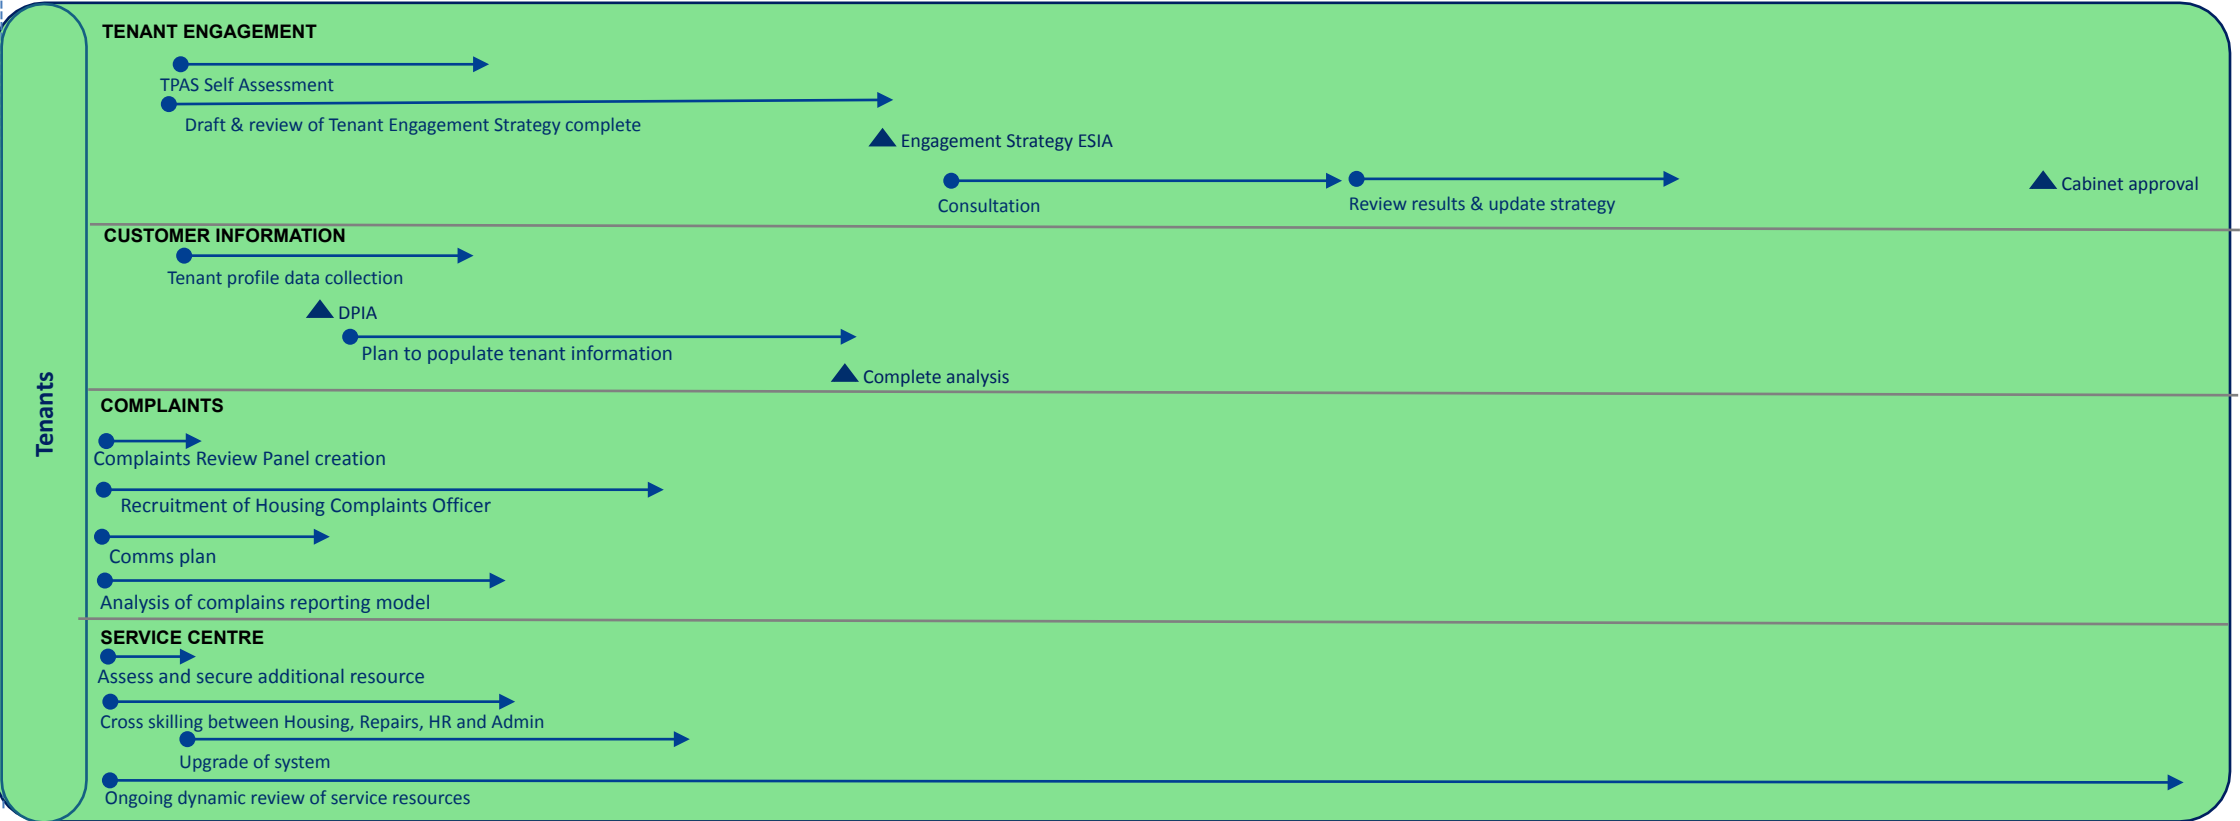 Tenants
TENANT ENGAGEMENT
TPAS Self Assessment
Draft & review of Tenant Engagement Strategy complete
Engagement Strategy ESIA
Consultation
Review results & update strategy
Cabinet approval
CUSTOMER INFORMATION
Tenant profile data collection
DPIA
Plan to populate tenant information
Complete analysis
COMPLAINTS
Complaints Review Panel creation
Recruitment of Housing Complaints Officer
Comms plan
Analysis of complains reporting model
SERVICE CENTRE
Assess and secure additional resource
Cross skilling between Housing, Repairs, HR and Admin
Upgrade of system
Ongoing dynamic review of service resources